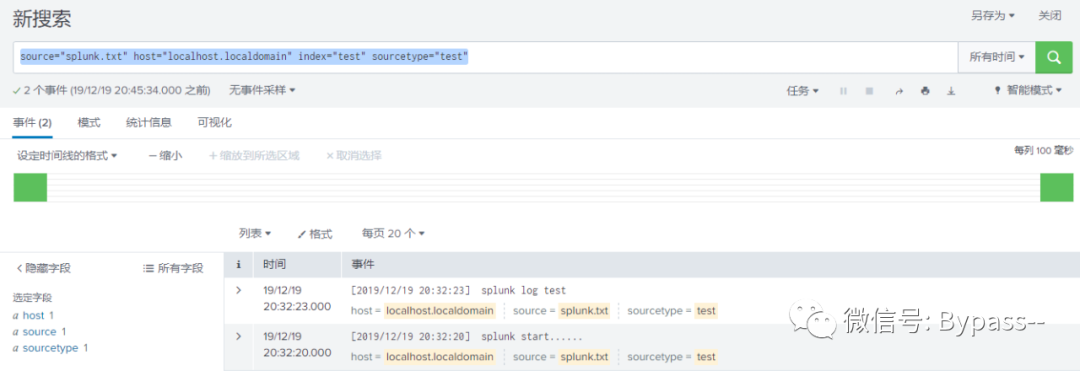 新搜索
另存为 关闭
source="splunk.txt" host="localhost.localdomain" index="test" sourcetype="test"
所有时间
2 个事件 (19/12/19 20:45:34.000 之前) 无事件采样
任务 智能模式
事件 (2) 模式 统计信息 可视化
设定时间线的格式 — 缩小 + 缩放到所选区域 × 取消选择
每列 100 毫秒
列表 格式 每页 20 个
< 隐藏字段 所有字段
i 时间 事件
选定字段
a host 1
a source 1
a sourcetype 1
> 19/12/19 20:32:23.000
[2019/12/19 20:32:23] splunk log test
host = localhost.localdomain source = splunk.txt sourcetype = test
> 19/12/19 20:32:20.000
[2019/12/19 20:32:20] splunk start......
host = localhost.localdomain source = splunk.txt sourcetype = test
微信号: Bypass--